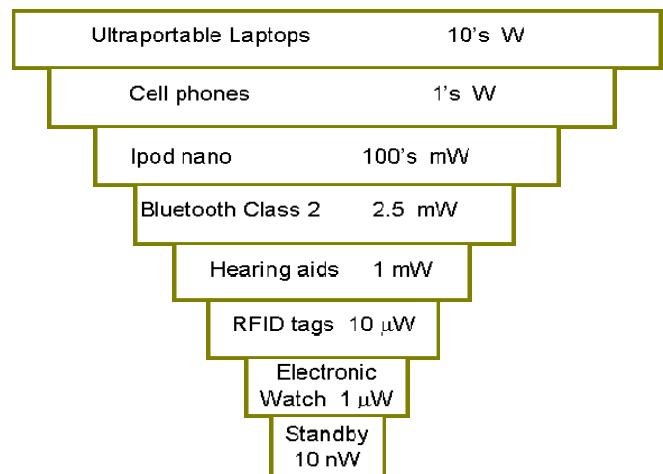 Ultraportable Laptops 10's W
Cell phones 1's W
Ipod nano 100's mW
Bluetooth Class 2 2.5 mW
Hearing aids 1 mW
RFID tags 10 μW
Electronic
Watch 1 μW
Standby
10 nW